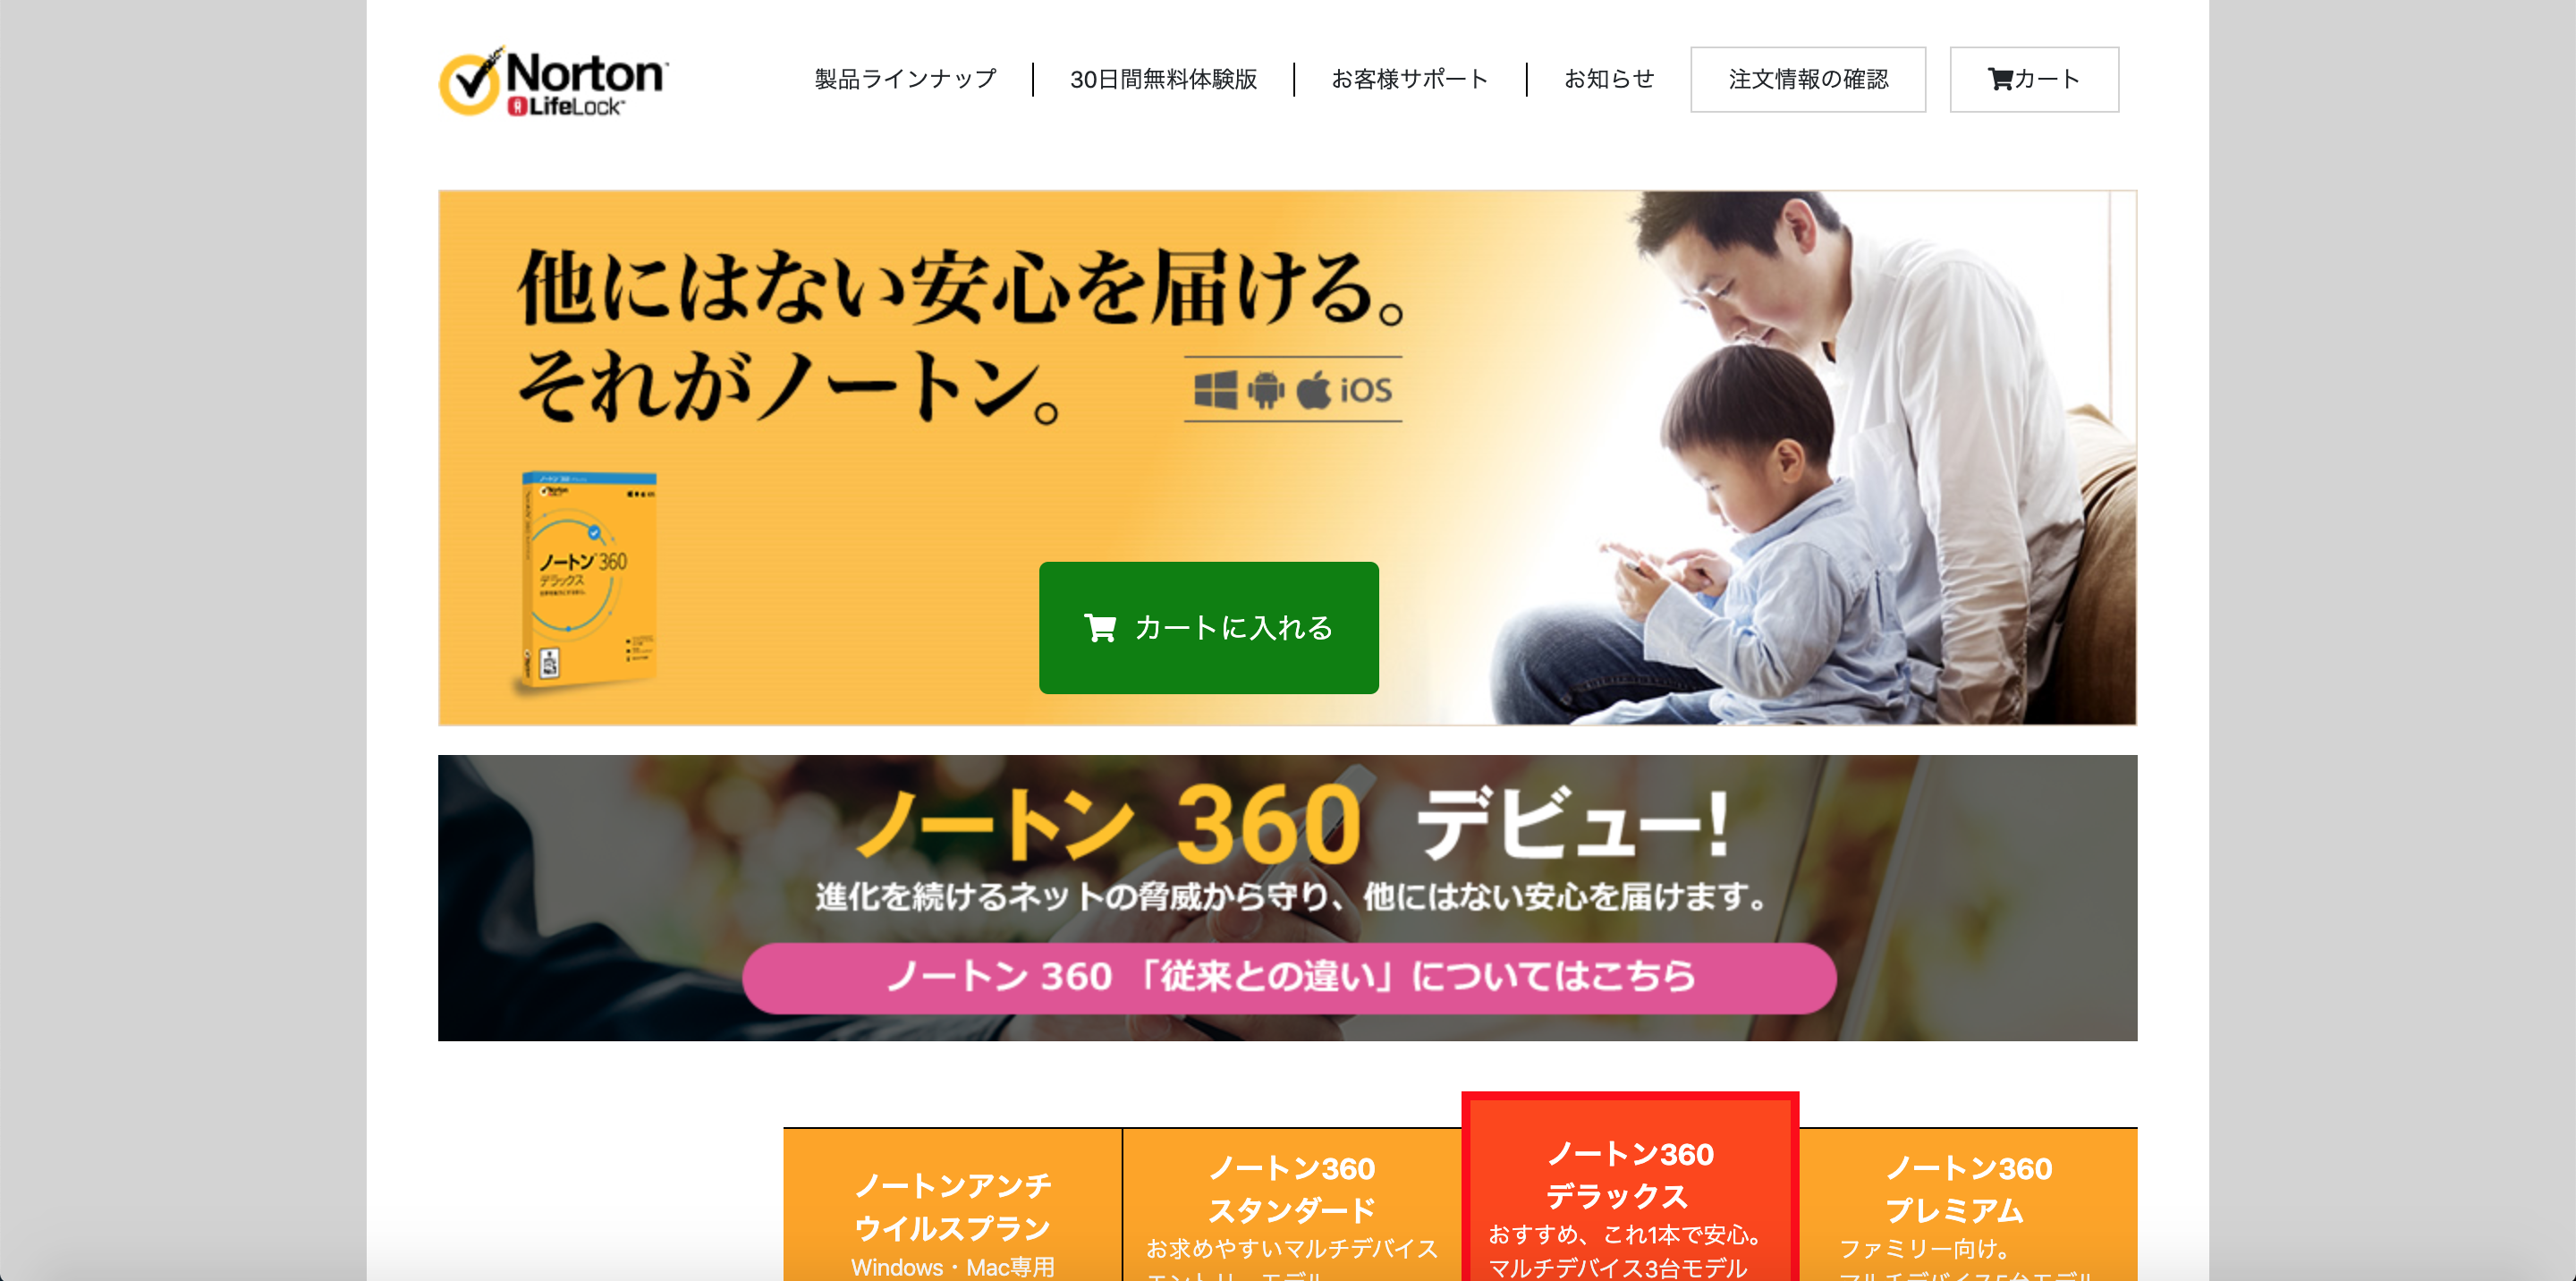 Norton
LifeLock
製品ラインナップ
30日間無料体験版
お客様サポート
お知らせ
注文情報の確認
カート
他にはない安心を届ける。
それがノートン。
iOS
Norton
ノートン 360
デラックス
カートに入れる
ノートン 360 デビュー!
進化を続けるネットの脅威から守り、他にはない安心を届けます。
ノートン 360 「従来との違い」についてはこちら
ノートンアンチ
ウイルスプラン
Windows・Mac専用
ノートン360
スタンダード
お求めやすいマルチデバイス
ノートン360
デラックス
おすすめ、これ1本で安心。
マルチデバイス3台モデル
ノートン360
プレミアム
ファミリー向け。